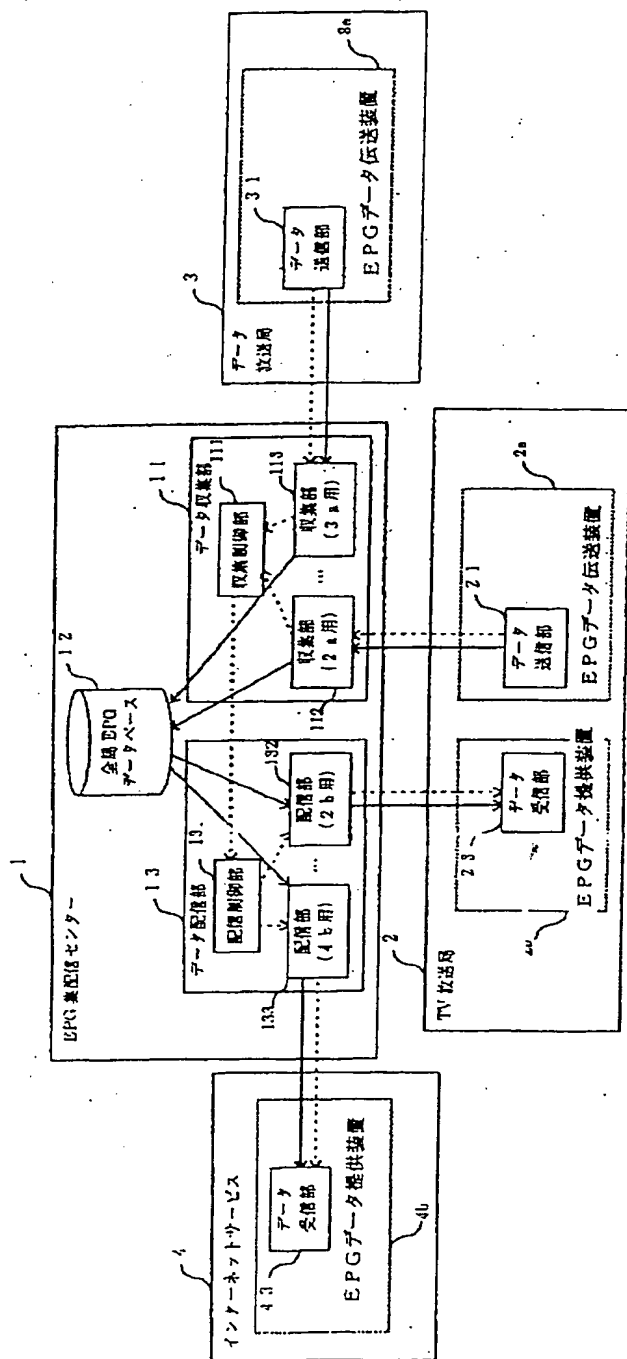 1
EPG集配信センター
12
全局EPG
データベース
13
データ配信部
13
配信制御部
133
配信部
(4b用)
…
132
配信部
(2b用)
11
データ収集部
111
収集制御部
112
収集部
(2a用)
…
113
収集部
(3a用)
3
データ
放送局
31
データ
送信部
EPGデータ伝送装置
2
TV放送局
23
データ
受信部
EPGデータ提供装置
21
データ
送信部
EPGデータ伝送装置
2a
4
インターネットサービス
43
データ
受信部
EPGデータ提供装置
4b